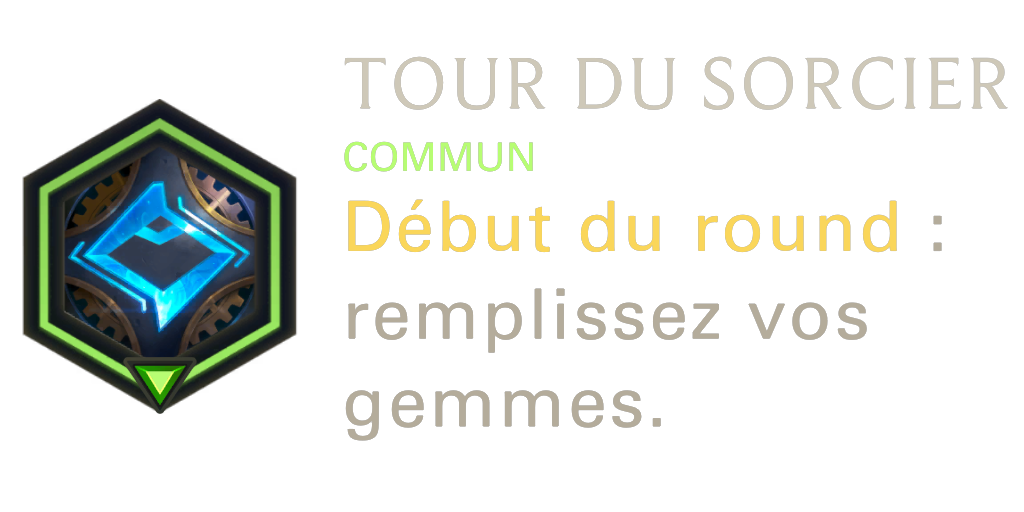 TOUR DU SORCIER
COMMUN
Début du round :
remplissez vos
gemmes.